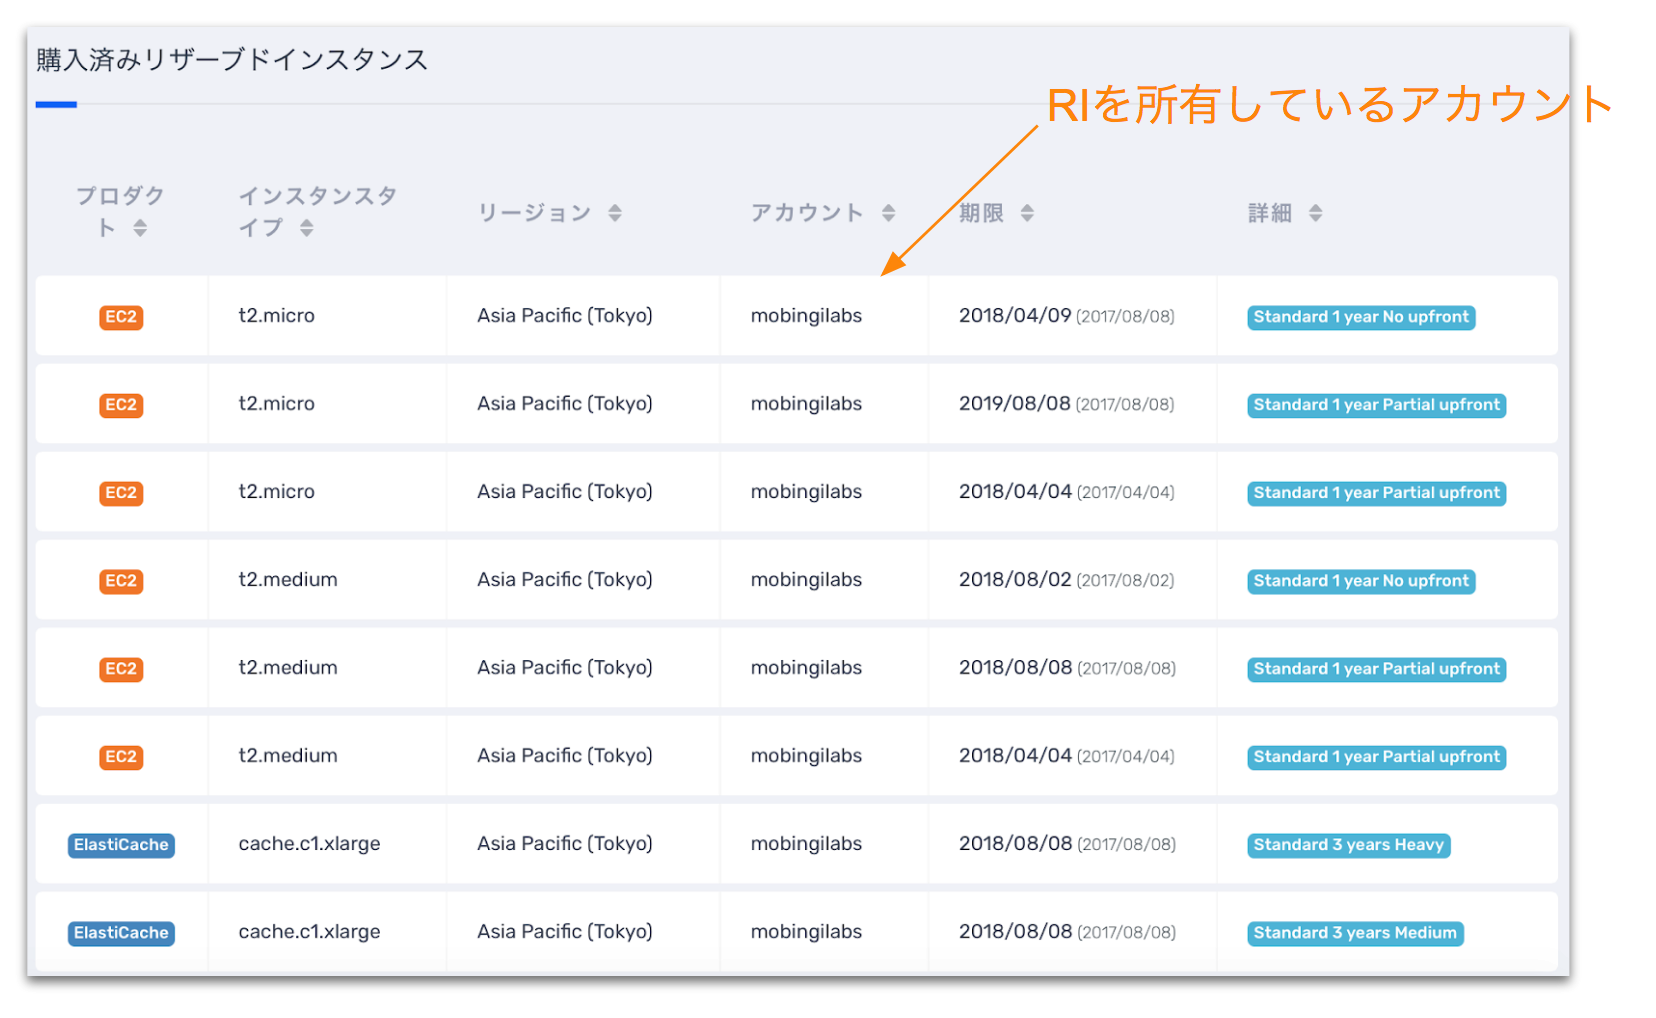 購入済みリザーブドインスタンス
RIを所有しているアカウント
プロダクト インスタンスタイプ リージョン アカウント 期限 詳細
EC2 t2.micro Asia Pacific (Tokyo) mobingilabs 2018/04/09 (2017/08/08) Standard 1 year No upfront
EC2 t2.micro Asia Pacific (Tokyo) mobingilabs 2019/08/08 (2017/08/08) Standard 1 year Partial upfront
EC2 t2.micro Asia Pacific (Tokyo) mobingilabs 2018/04/04 (2017/04/04) Standard 1 year Partial upfront
EC2 t2.medium Asia Pacific (Tokyo) mobingilabs 2018/08/02 (2017/08/02) Standard 1 year No upfront
EC2 t2.medium Asia Pacific (Tokyo) mobingilabs 2018/08/08 (2017/08/08) Standard 1 year Partial upfront
EC2 t2.medium Asia Pacific (Tokyo) mobingilabs 2018/04/04 (2017/04/04) Standard 1 year Partial upfront
ElastiCache cache.c1.xlarge Asia Pacific (Tokyo) mobingilabs 2018/08/08 (2017/08/08) Standard 3 years Heavy
ElastiCache cache.c1.xlarge Asia Pacific (Tokyo) mobingilabs 2018/08/08 (2017/08/08) Standard 3 years Medium